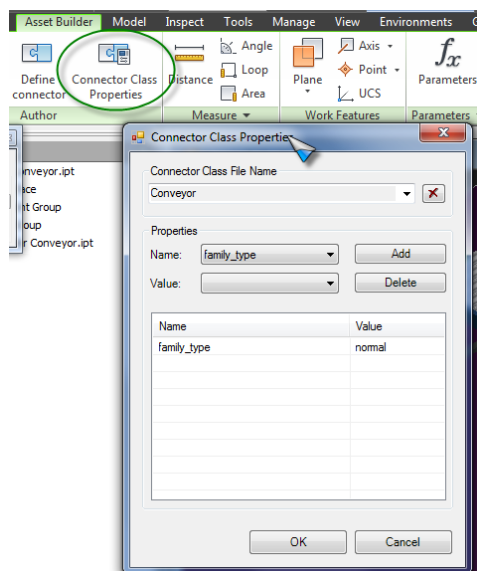 Asset Builder Model Inspect Tools Manage View Environments
Define connector
Connector Class Properties
Distance
Angle
Loop
Area
Plane
Axis
Point
UCS
fx
Parameters
Author Measure Work Features Parameters
Connector Class Properties
Connector Class File Name
Conveyor
Properties
Name: family_type Add
Value: Delete
Name Value
family_type normal
OK Cancel
onveyor.ipt
ace
nt Group
oup
r Conveyor.ipt